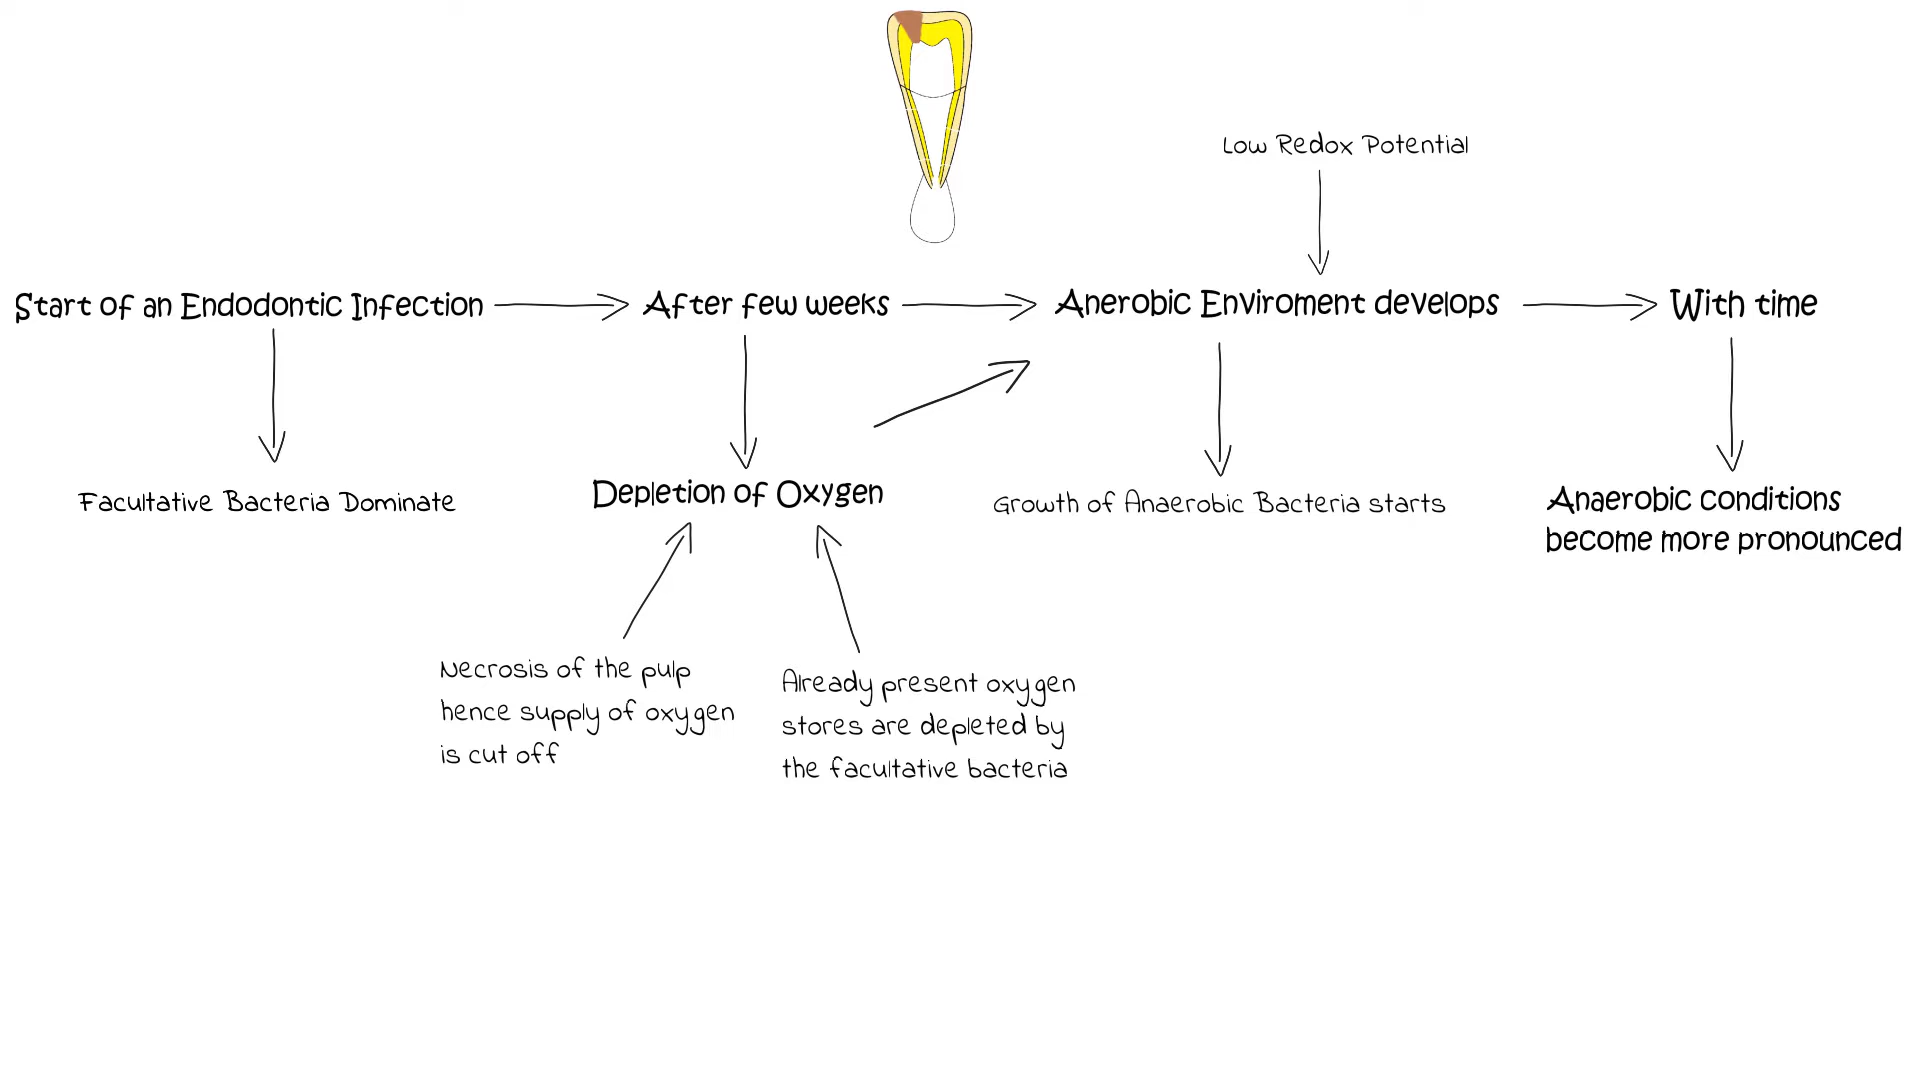 Low Redox Potential
Start of an Endodontic Infection
After few weeks
Anerobic Enviroment develops
With time
Facultative Bacteria Dominate
Depletion of Oxygen
Growth of Anaerobic Bacteria starts
Anaerobic conditions
become more pronounced
Necrosis of the pulp
hence supply of oxygen
is cut off
Already present oxygen
stores are depleted by
the facultative bacteria